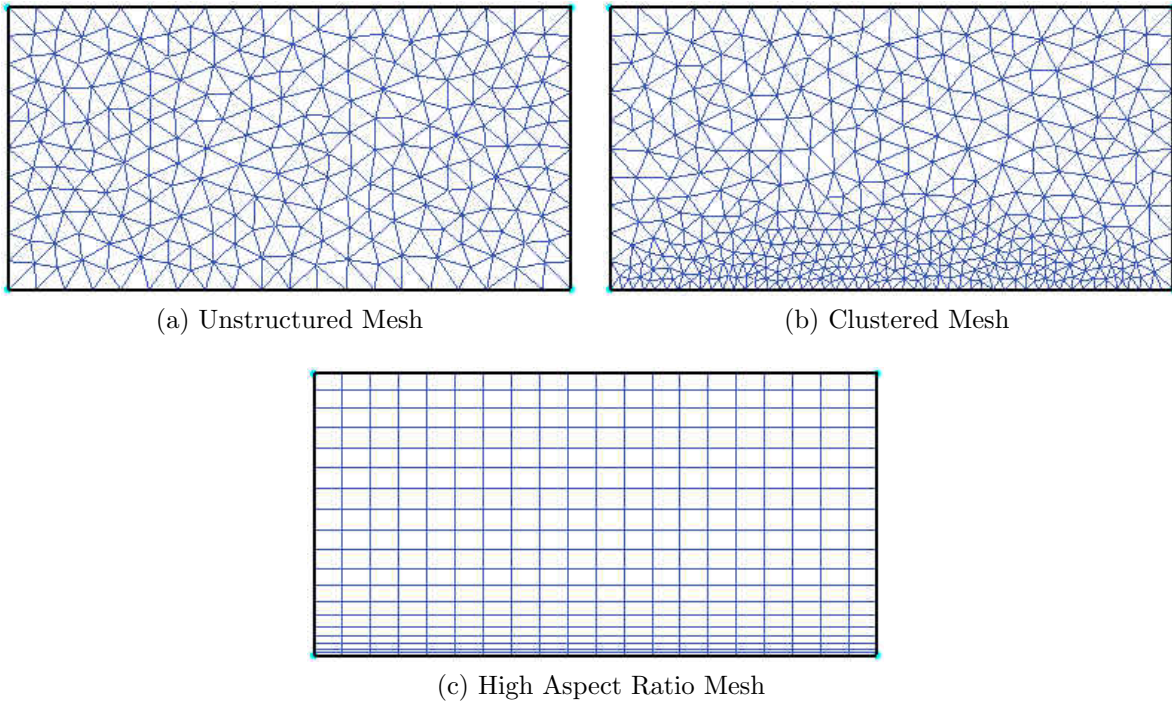 (a) Unstructured Mesh
(b) Clustered Mesh
(c) High Aspect Ratio Mesh